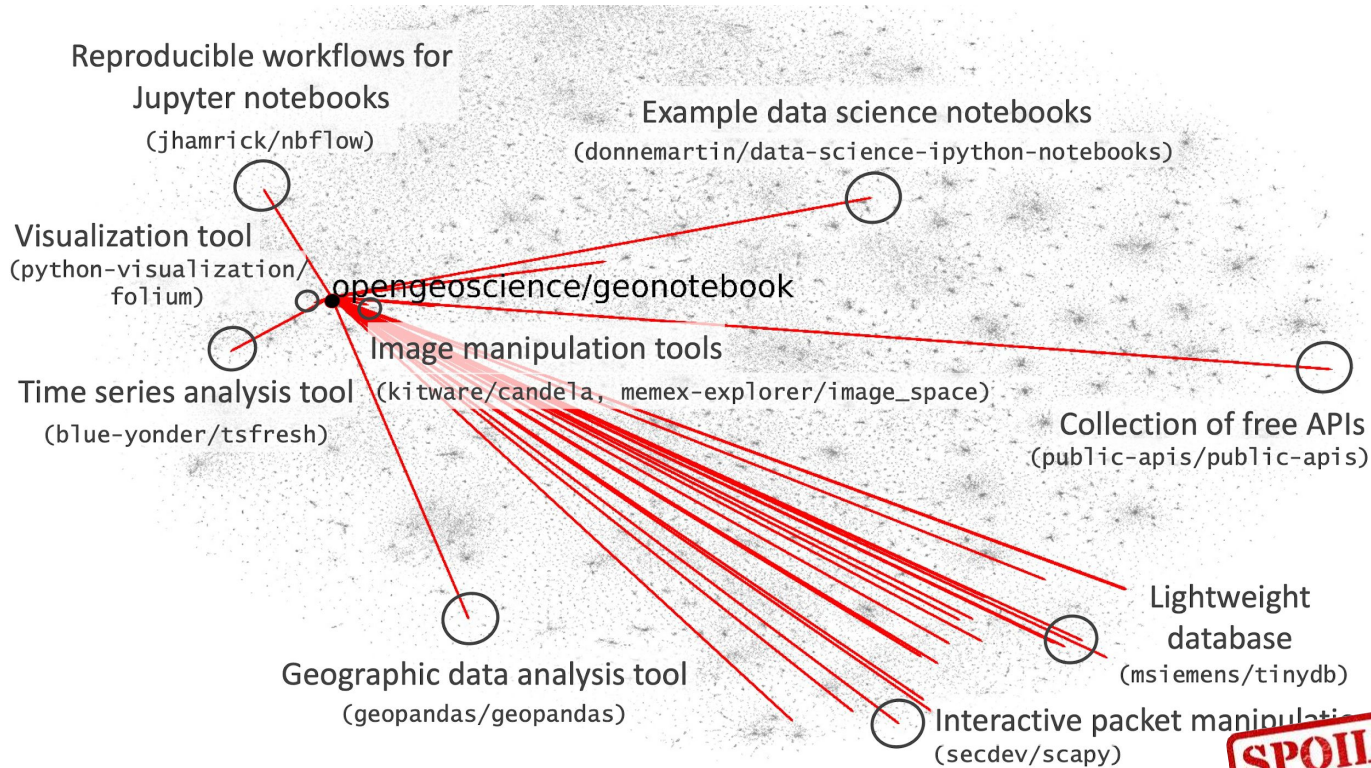 Reproducible workflows for
Jupyter notebooks
(jhamrick/nbflow)
Example data science notebooks
(donnemartin/data-science-ipython-notebooks)
Visualization tool
(python-visualization/
folium)
opengeoscience/geonotebook
Image manipulation tools
(kitware/candela, memex-explorer/image_space)
Time series analysis tool
(blue-yonder/tsfresh)
Collection of free APIs
(public-apis/public-apis)
Lightweight
database
(msiemens/tinydb)
Geographic data analysis tool
(geopandas/geopandas)
Interactive packet
(secdev/scapy)